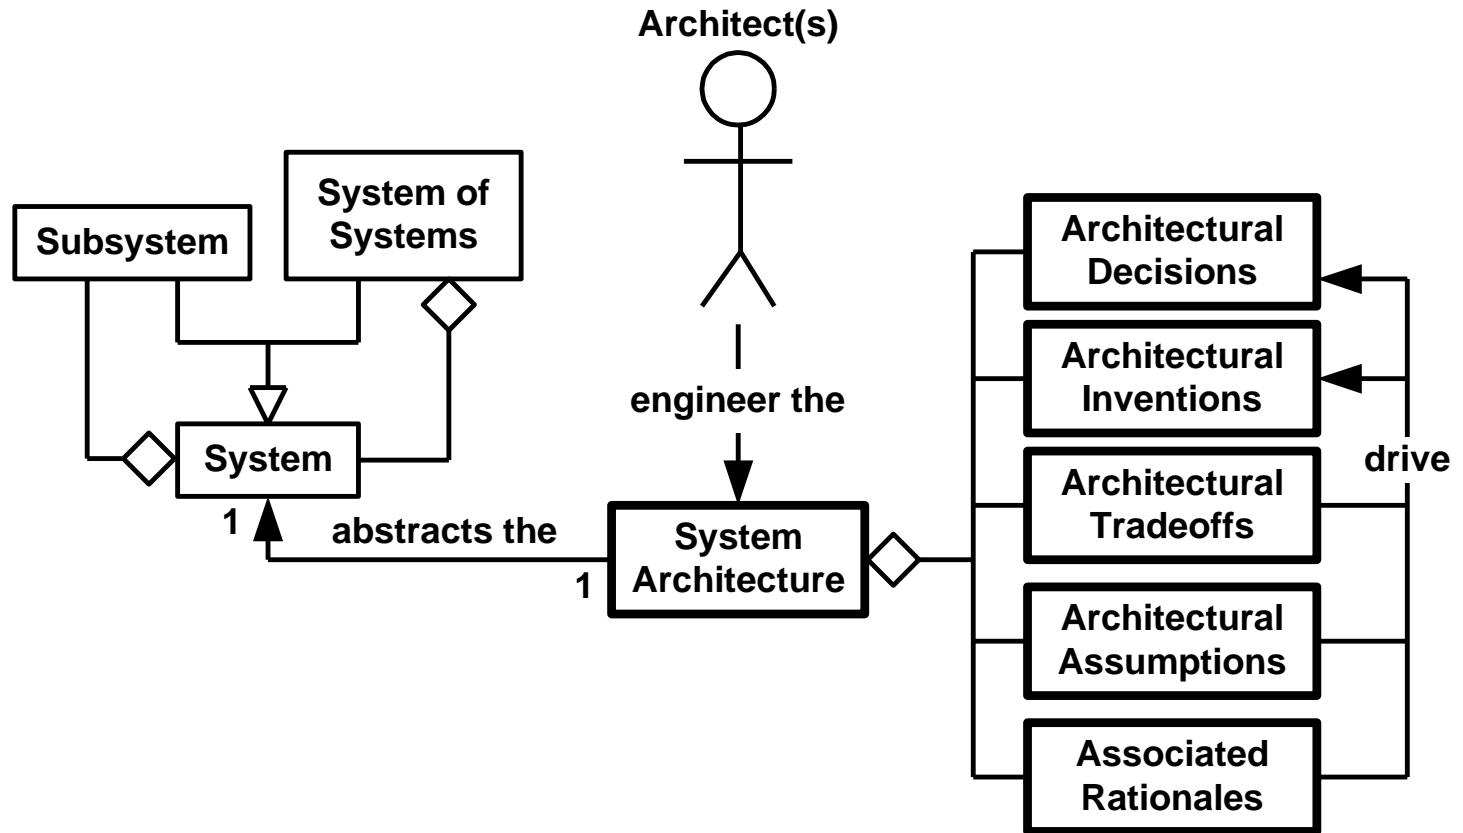 Architect(s)
System of
Systems
Subsystem
Architectural
Decisions
Architectural
Inventions
engineer the
System
drive
Architectural
Tradeoffs
1
abstracts the
System
Architecture
1
Architectural
Assumptions
Associated
Rationales